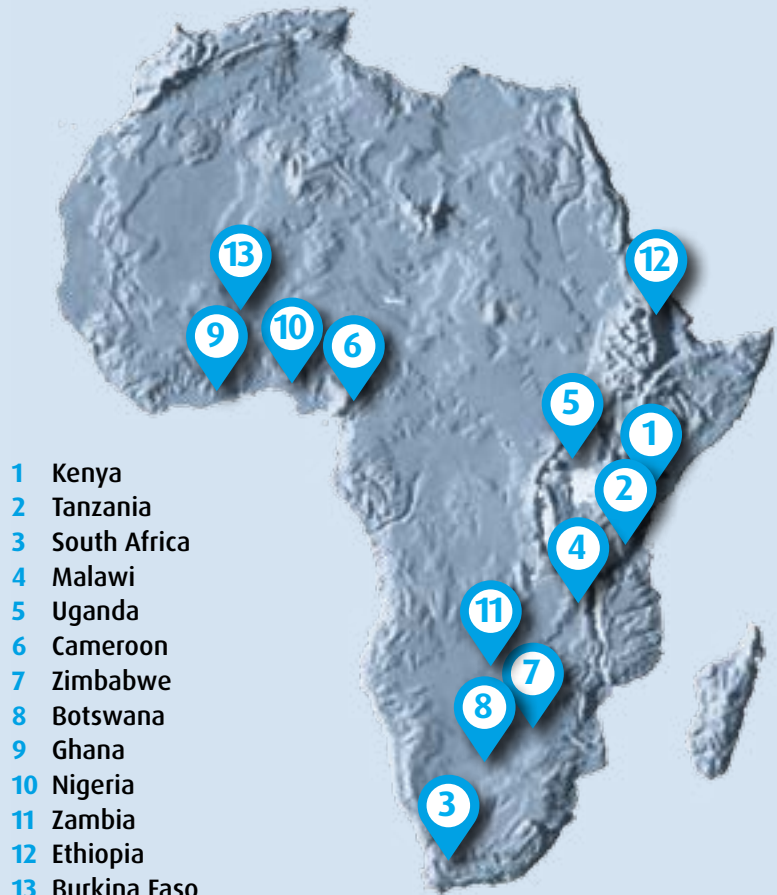 13
12
9
10
6
5
1
2
4
11
7
8
3
1 Kenya
2 Tanzania
3 South Africa
4 Malawi
5 Uganda
6 Cameroon
7 Zimbabwe
8 Botswana
9 Ghana
10 Nigeria
11 Zambia
12 Ethiopia
13 Burkina Faso